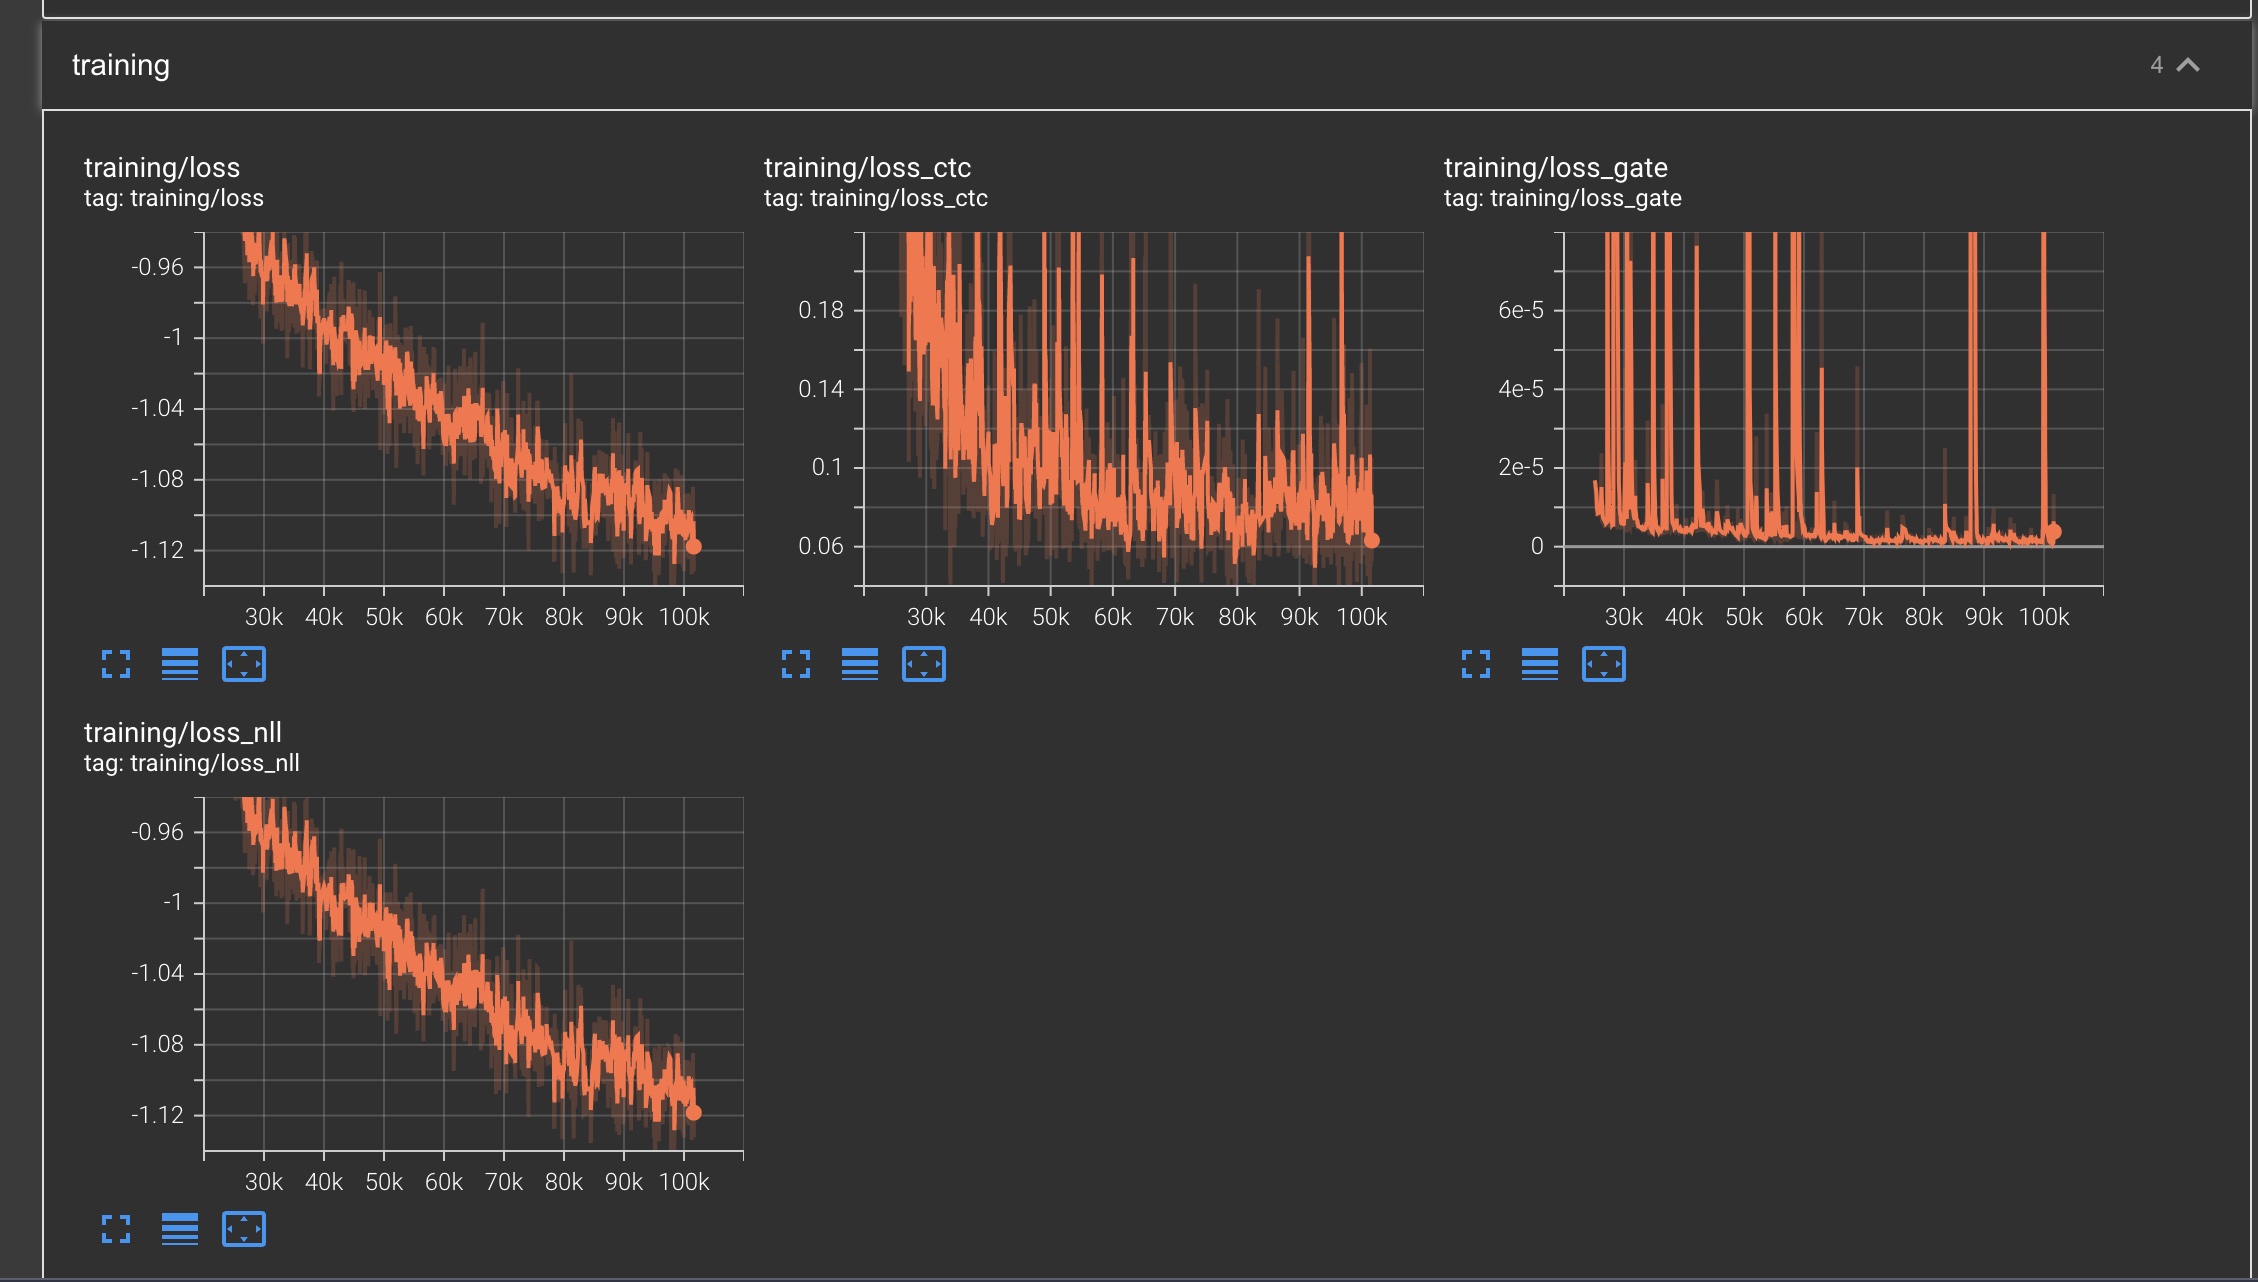 training
4
training/loss
tag: training/loss
-0.96
-1
-1.04
-1.08
-1.12
30k 40k 50k 60k 70k 80k 90k 100k
training/loss_ctc
tag: training/loss_ctc
0.18
0.14
0.1
0.06
30k 40k 50k 60k 70k 80k 90k 100k
training/loss_gate
tag: training/loss_gate
6e-5
4e-5
2e-5
0
30k 40k 50k 60k 70k 80k 90k 100k
training/loss_nll
tag: training/loss_nll
-0.96
-1
-1.04
-1.08
-1.12
30k 40k 50k 60k 70k 80k 90k 100k